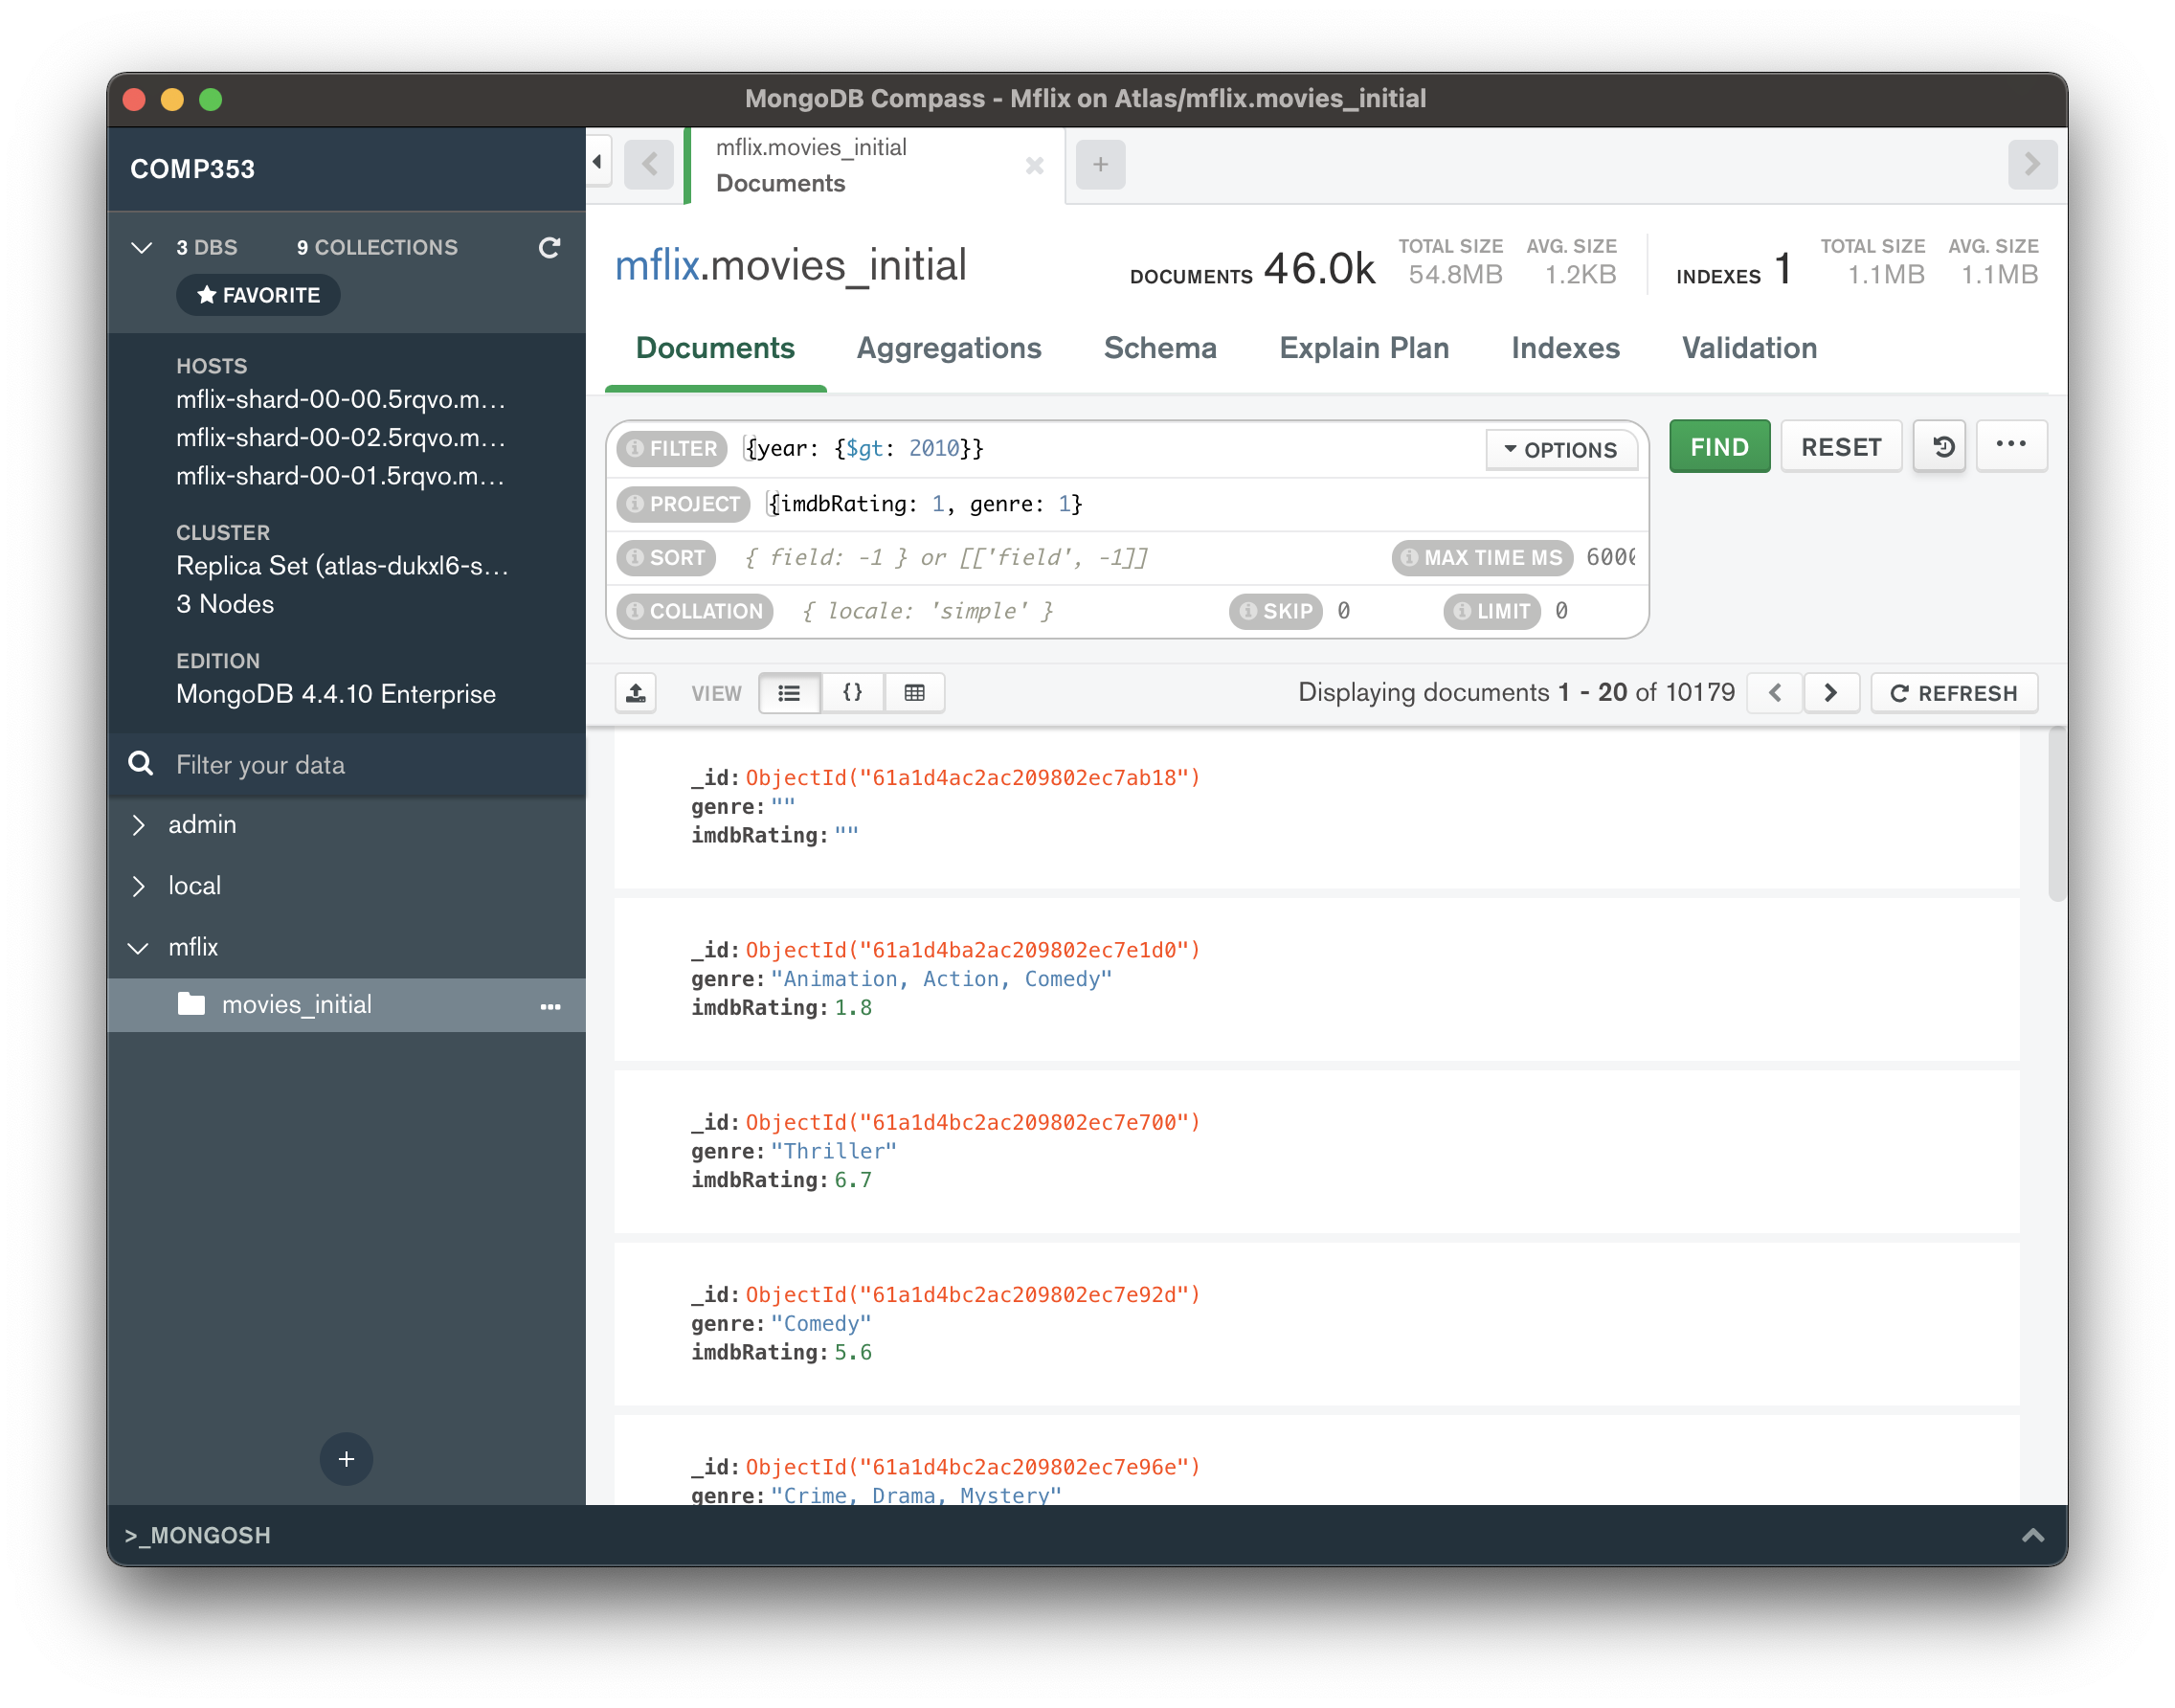 MongoDB Compass - Mflix on Atlas/mflix.movies_initial
COMP353
3 DBS 9 COLLECTIONS
★ FAVORITE
HOSTS
mflix-shard-00-00.5rqvo.m...
mflix-shard-00-02.5rqvo.m...
mflix-shard-00-01.5rqvo.m...
CLUSTER
Replica Set (atlas-dukxl6-s...
3 Nodes
EDITION
MongoDB 4.4.10 Enterprise
Filter your data
admin
local
mflix
movies_initial
mflix.movies_initial
Documents
mflix.movies_initial
DOCUMENTS 46.0k TOTAL SIZE 54.8MB AVG. SIZE 1.2KB
INDEXES 1 TOTAL SIZE 1.1MB AVG. SIZE 1.1MB
Documents Aggregations Schema Explain Plan Indexes Validation
FILTER {year: {$gt: 2010}} OPTIONS FIND RESET
PROJECT {imdbRating: 1, genre: 1}
SORT { field: -1 } or [['field', -1]] MAX TIME MS 6000
COLLATION { locale: 'simple' } SKIP 0 LIMIT 0
VIEW {} Displaying documents 1 - 20 of 10179 REFRESH
_id: ObjectId("61a1d4ac2ac209802ec7ab18")
genre: ""
imdbRating: ""
_id: ObjectId("61a1d4ba2ac209802ec7e1d0")
genre: "Animation, Action, Comedy"
imdbRating: 1.8
_id: ObjectId("61a1d4bc2ac209802ec7e700")
genre: "Thriller"
imdbRating: 6.7
_id: ObjectId("61a1d4bc2ac209802ec7e92d")
genre: "Comedy"
imdbRating: 5.6
_id: ObjectId("61a1d4bc2ac209802ec7e96e")
genre: "Crime, Drama, Mystery"
>_MONGOSH